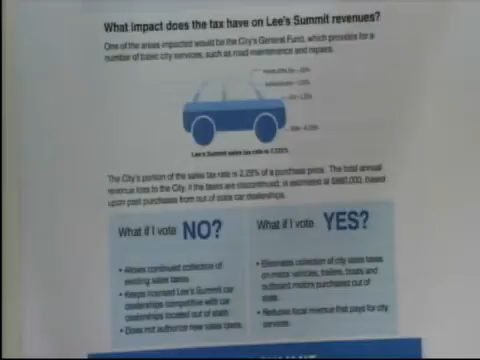 What impact does the tax have on Lee's Summit revenues?
One of the areas impacted would be the City's General Fund, which provides for a
number of basic city services, such as road maintenance and repairs.
Lee's Summit sales tax rate is
The City's portion of the sales tax rate is 2.25% of a purchase price. The total annual
revenue loss to the City, if the taxes are discontinued, is estimated at based
upon past purchases from out of state car dealerships.
What if I vote NO?
• Allows continued collection of
existing sales taxes.
• Keeps licensed Lee's Summit car
dealerships competitive with car
dealerships located out of state.
• Does not authorize new sales taxes.
What if I vote YES?
• Eliminates collection of city sales taxes
on motor vehicles, trailers, boats and
outboard motors purchased out of
state.
• Reduces local revenue that pays for city
services.